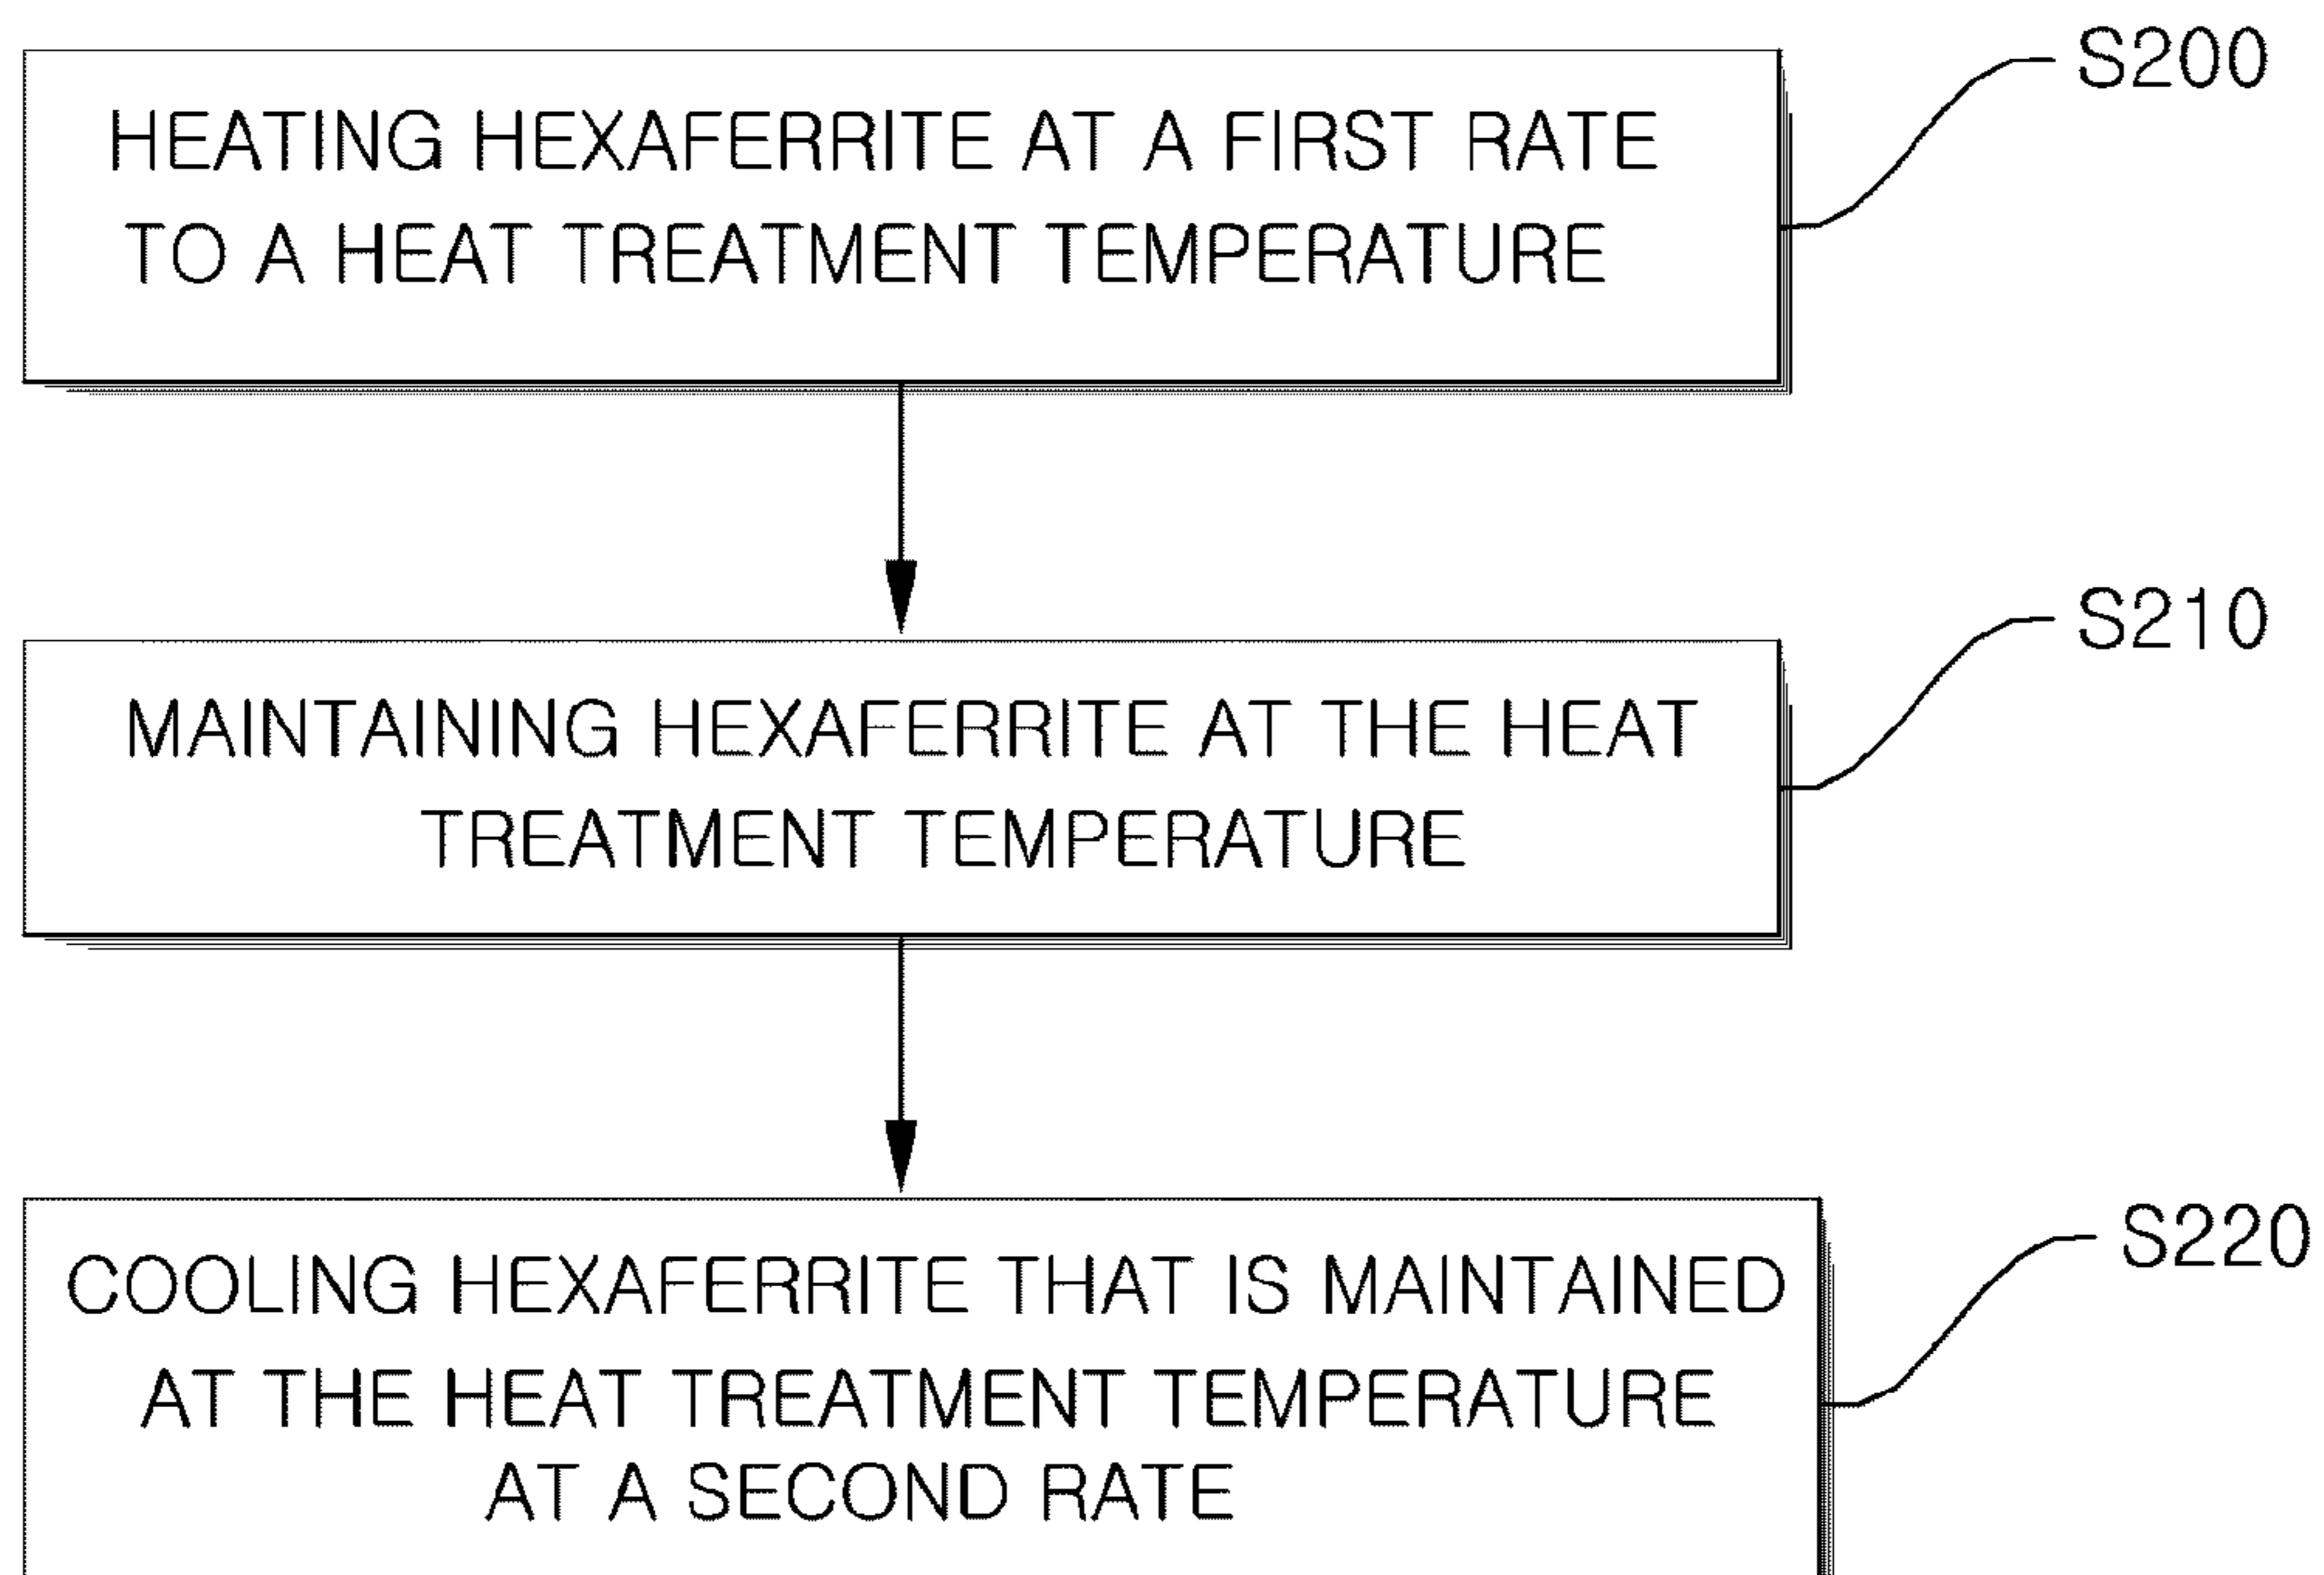 S200
HEATING HEXAFERRITE AT A FIRST RATE
TO A HEAT TREATMENT TEMPERATURE
S210
MAINTAINING HEXAFERRITE AT THE HEAT
TREATMENT TEMPERATURE
S220
COOLING HEXAFERRITE THAT IS MAINTAINED
AT THE HEAT TREATMENT TEMPERATURE
AT A SECOND RATE